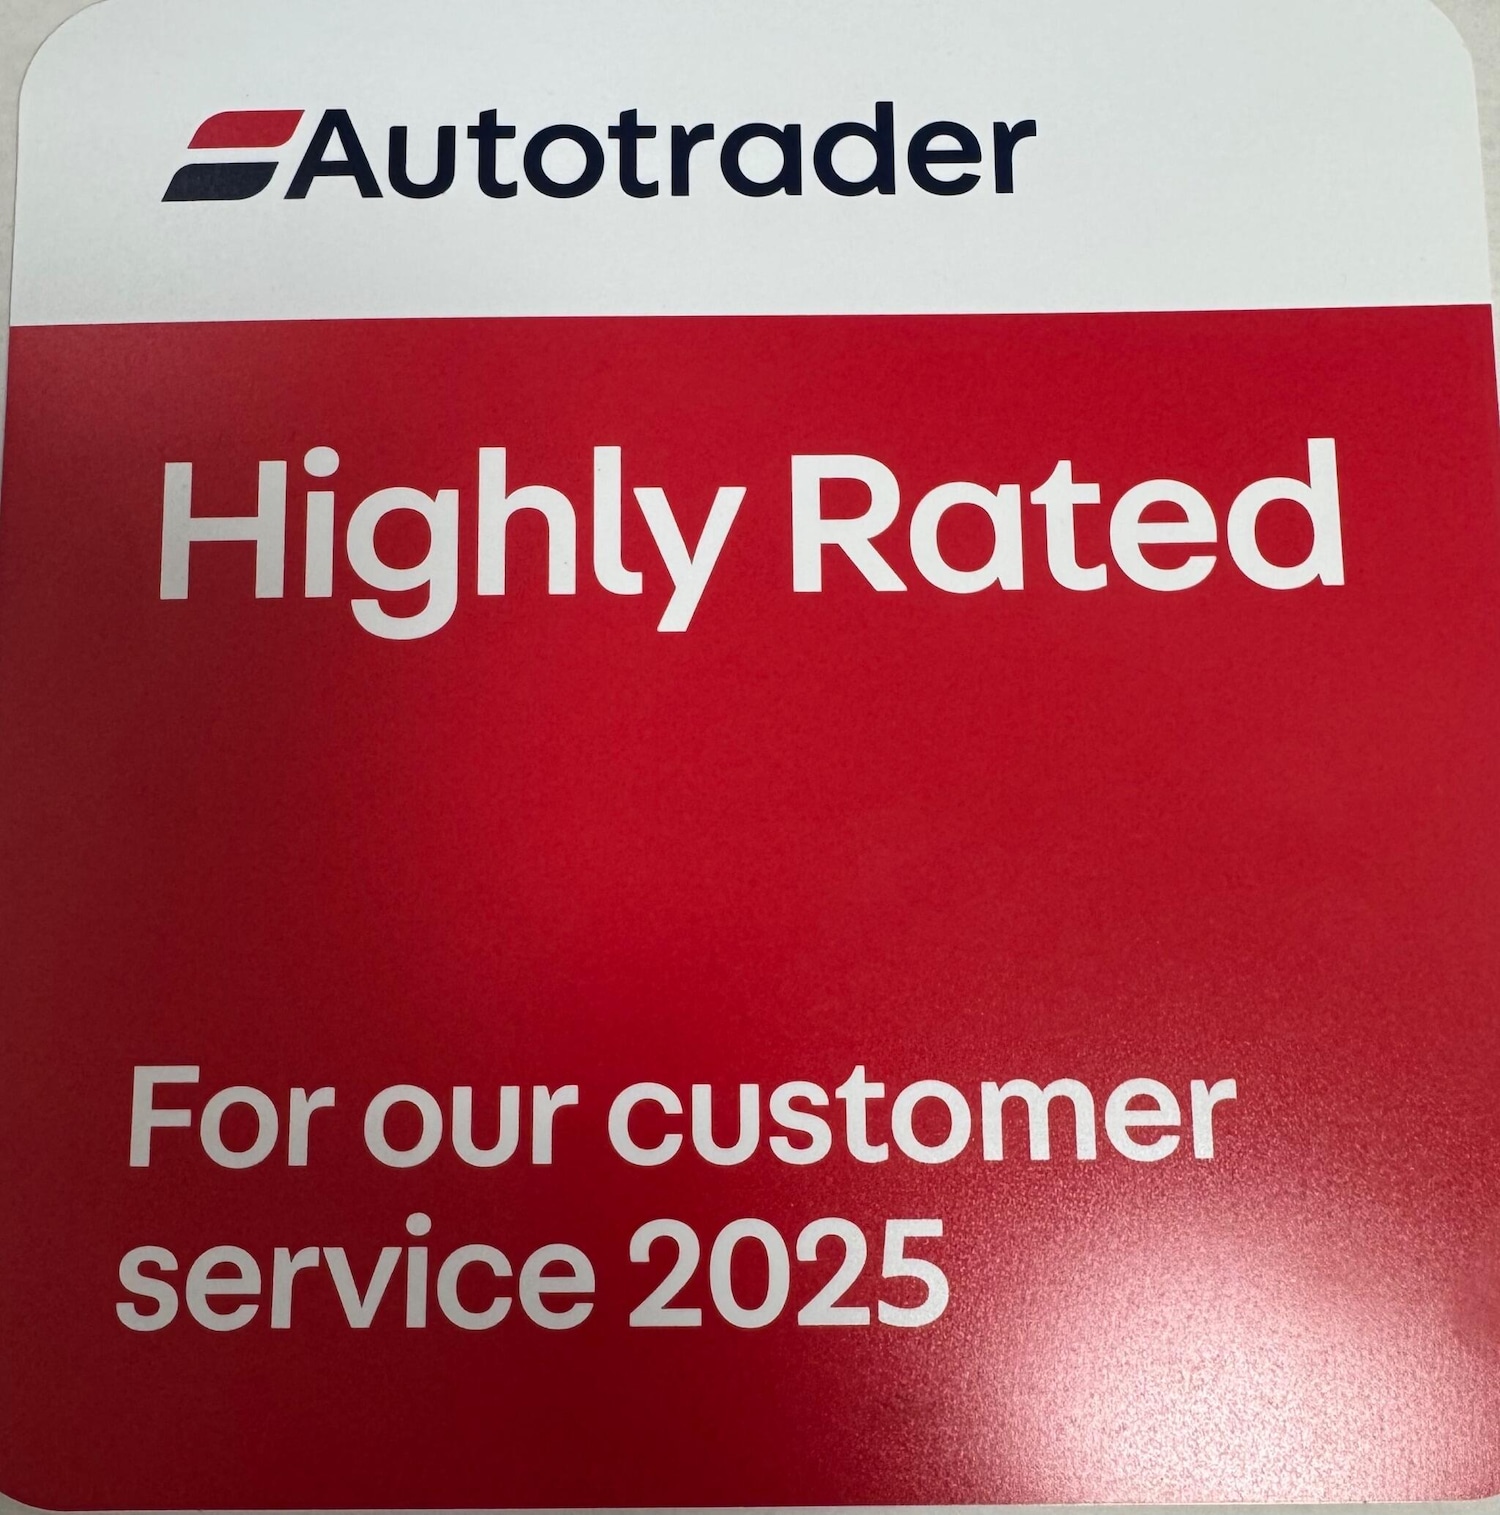 Autotrader
Highly Rated
For our customer
service 2025